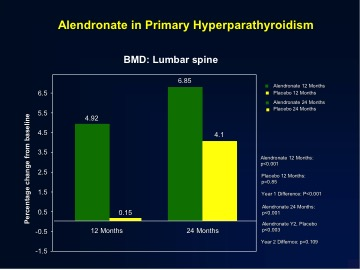 Alendronate in Primary Hyperparathyroidism
BMD: Lumbar spine
Percentage change from baseline
6.5
5.5
4.5
3.5
2.5
1.5
0.5
-0.5
-1.5
4.92
0.15
6.85
4.1
12 Months
24 Months
Alendronate 12 Months
Placebo 12 Months
Alendronate 24 Months
Placebo 24 Months
Alendronate 12 Months:
p<0.001
Placebo 12 Months:
p=0.85
Year 1 Difference: P<0.001
Alendronate 24 Months:
p=0.001
Alendronate Y2, Placebo
p=0.003
Year 2 Differnce: p=0.109